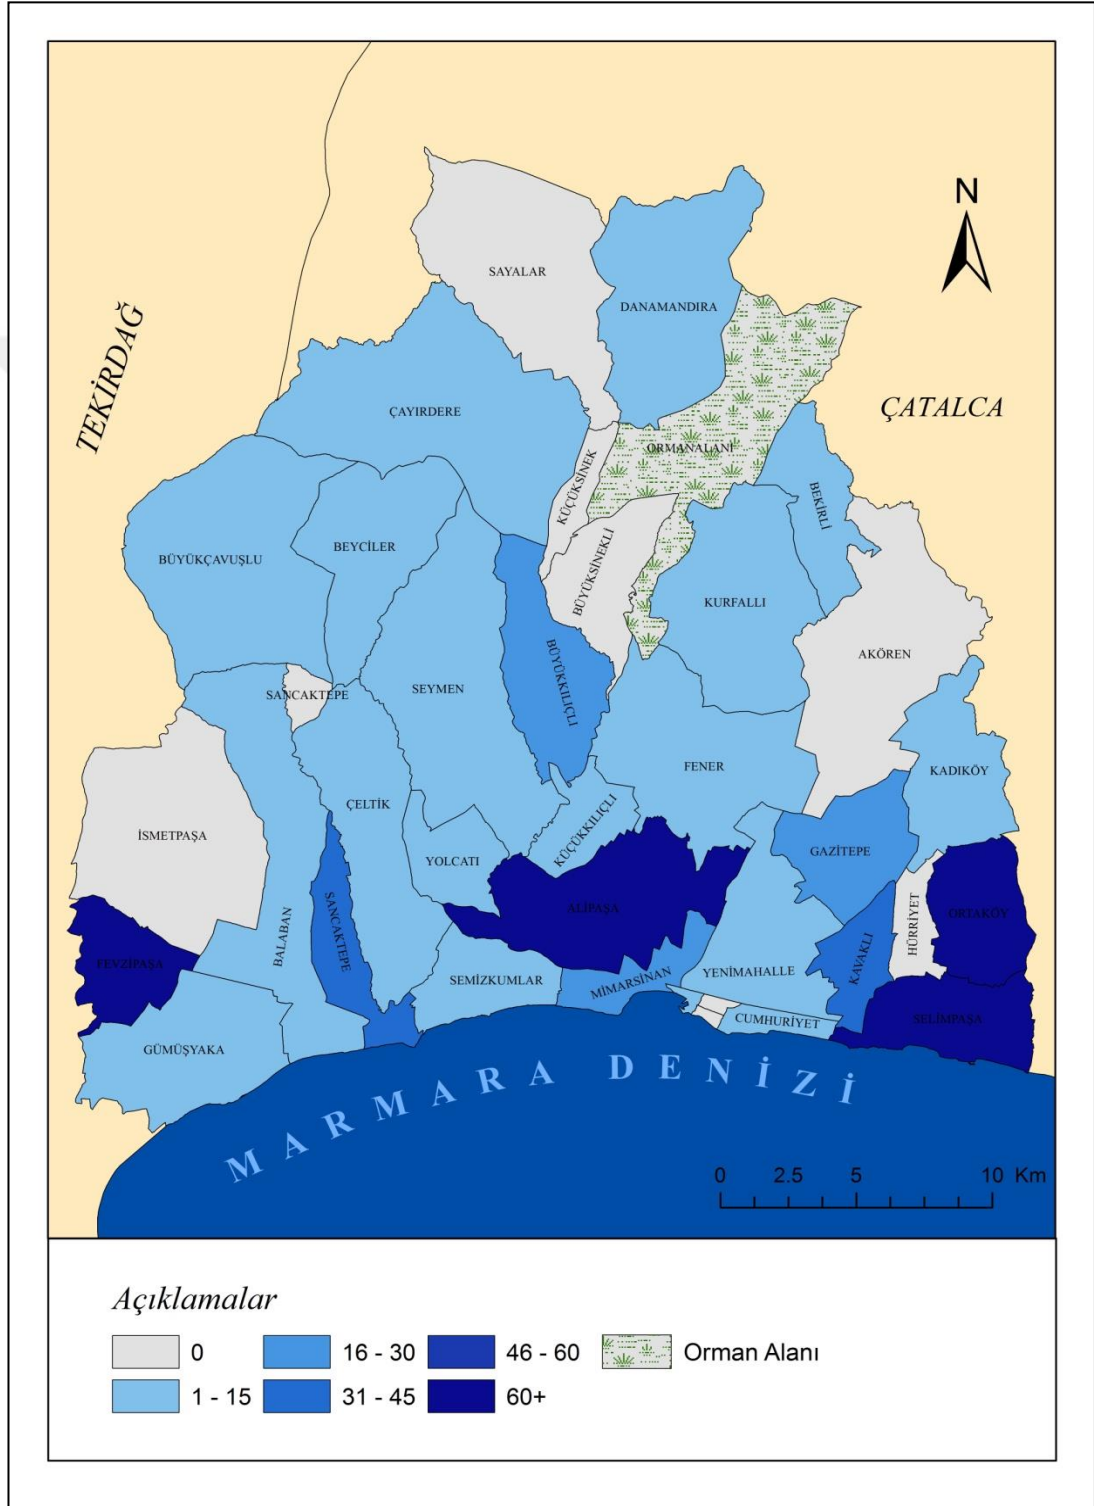 N
SAYALAR
DANAMANDIRA
TEKİRDAĞ
ÇATALCA
ÇAYIRDERE
ORMANALANI
KÜÇÜKSİNEK
BEKİRLİ
BÜYÜKÇAVUŞLU
BEYCİLER
BÜYÜKSİNEKLİ
KURFALLI
AKÖREN
SANCAKTEPE
SEYMEN
BÜYÜKKILIÇLI
FENER
KADIKÖY
ÇELTİK
İSMETPAŞA
YOLCATI
KÜÇÜKKILIÇLI
GAZİTEPE
ALİPAŞA
HÜRRİYET
ORTAKÖY
BALABAN
SANCAKTEPE
FEVZİPAŞA
KAVAKLI
SEMİZKUMLAR
MİMARSİNAN
YENİMAHALLE
CUMHURİYET
SELİMPAŞA
GÜMÜŞYAKA
MARMARA DENİZİ
0 2.5 5 10 Km
Açıklamalar
0 16 - 30 46 - 60 Orman Alanı
1 - 15 31 - 45 60+